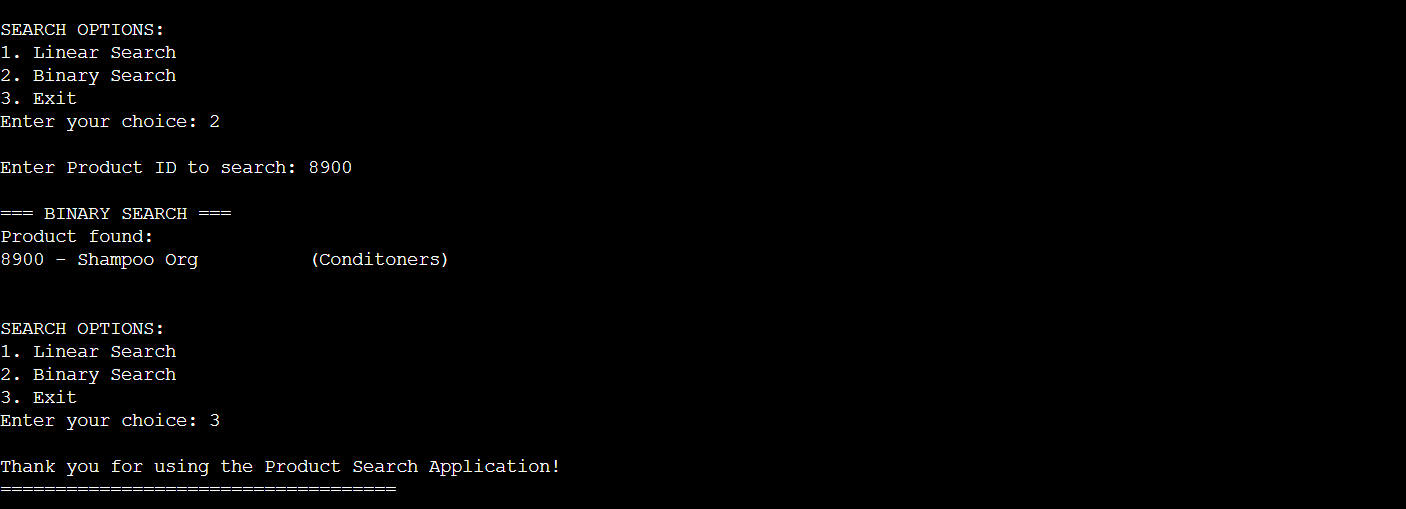 SEARCH OPTIONS:
1. Linear Search
2. Binary Search
3. Exit
Enter your choice: 2
Enter Product ID to search: 8900
=== BINARY SEARCH ===
Product found:
8900 - Shampoo Org          (Conditoners)
SEARCH OPTIONS:
1. Linear Search
2. Binary Search
3. Exit
Enter your choice: 3
Thank you for using the Product Search Application!
====================================